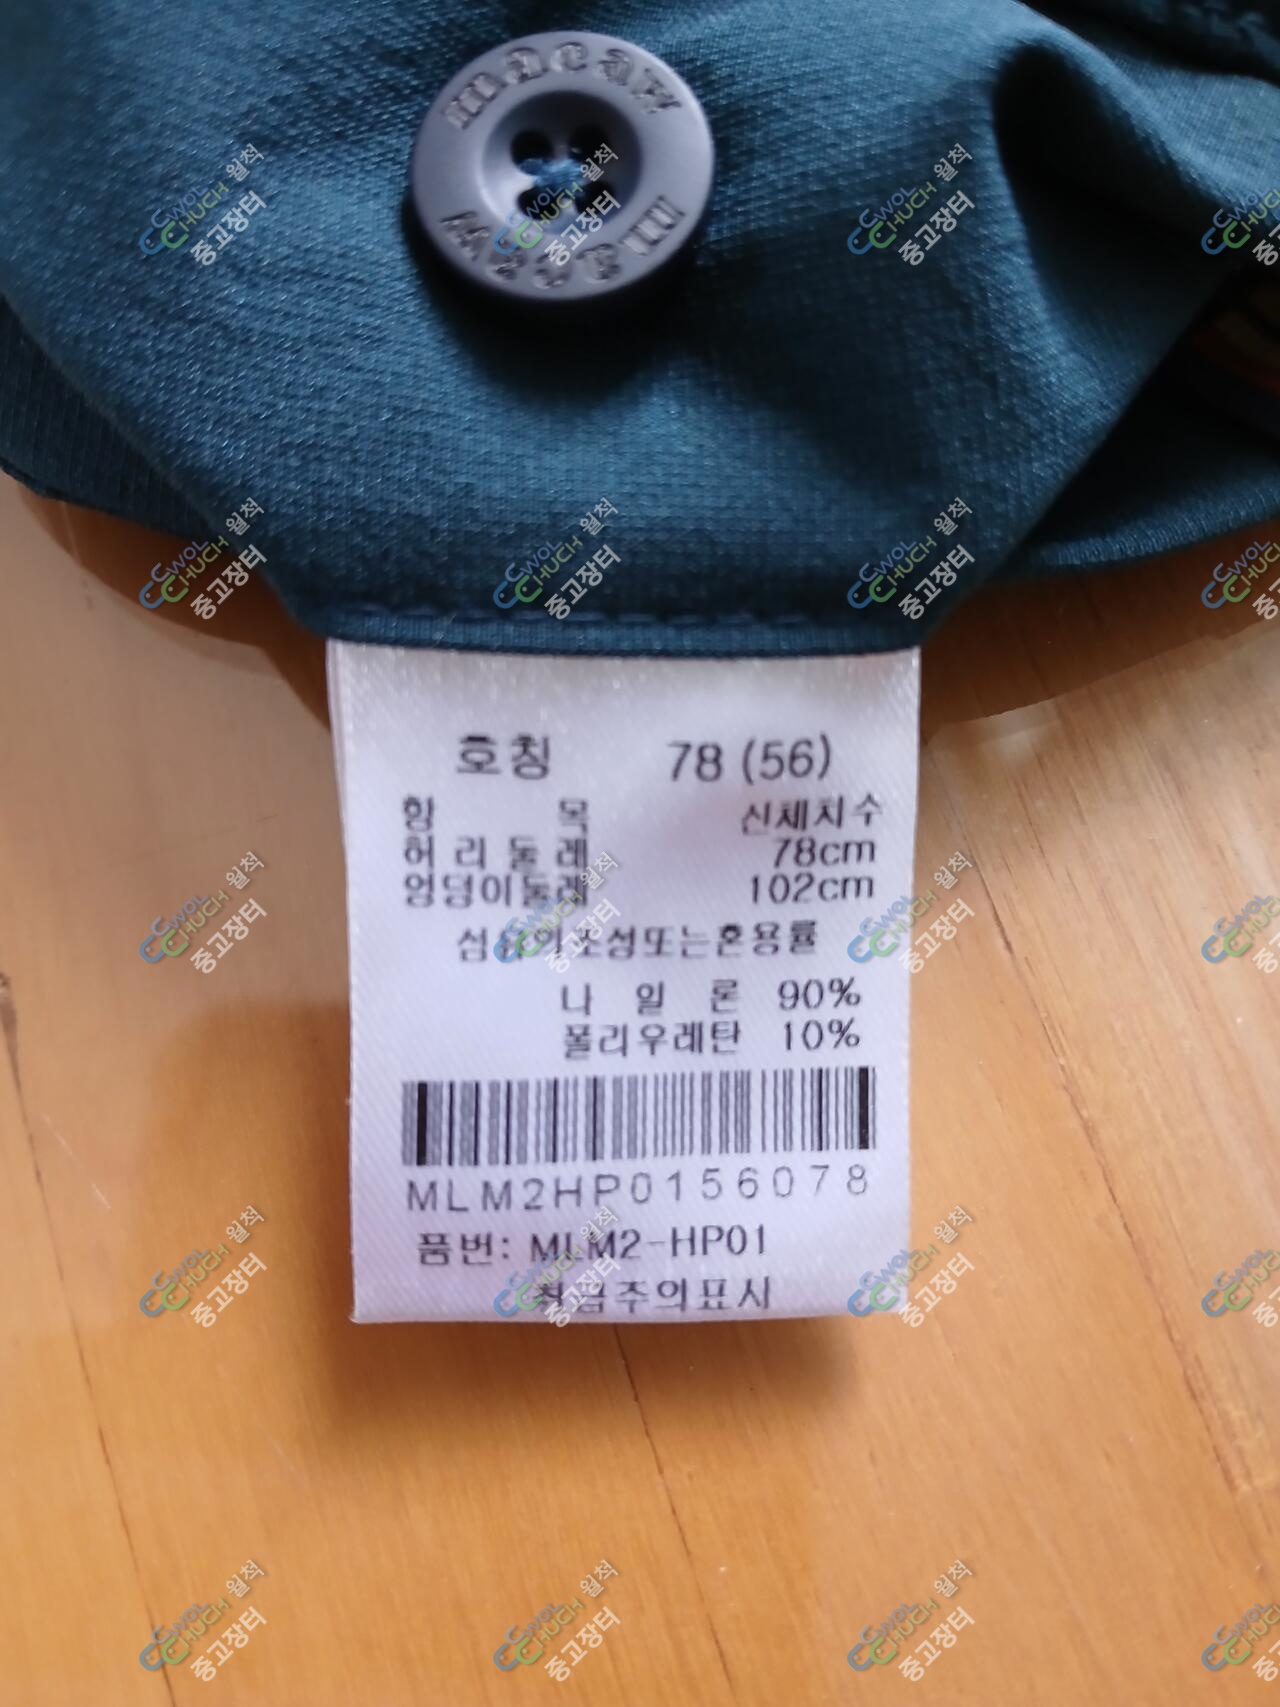 macaw
macaw
호칭 78 (56)
항 목 신체치수
허 리 둘 레 78cm
엉덩이둘레 102cm
섬유의조성또는혼용률
나 일 론 90%
폴리우레탄 10%
MLM2HP0156078
품번: MLM2-HP01
취급주의표시
CWOL CHUCH 월척 중고장터